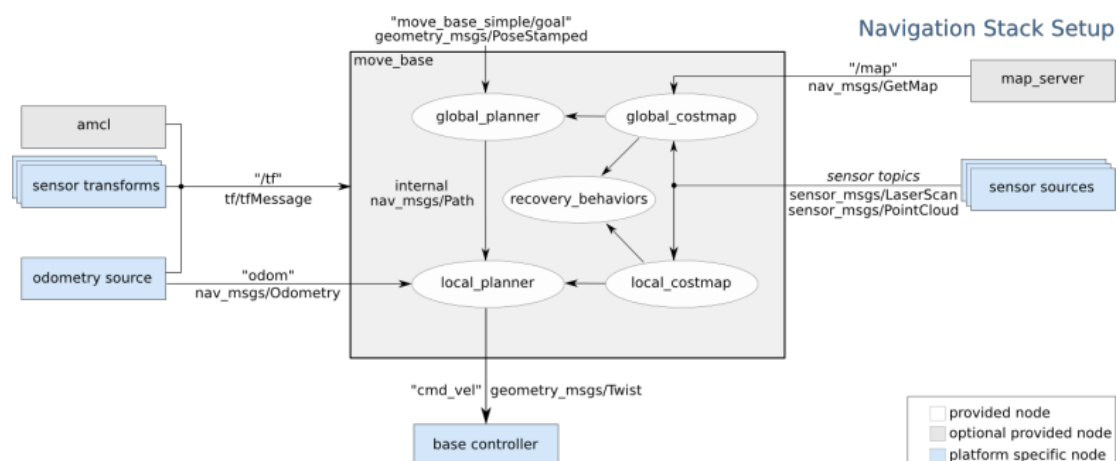 "move_base_simple/goal"
geometry_msgs/PoseStamped
Navigation Stack Setup
move_base
"/map"
nav_msgs/GetMap
map_server
amcl
global_planner
global_costmap
sensor transforms
"/tf"
tf/tfMessage
internal
nav_msgs/Path
recovery_behaviors
sensor topics
sensor_msgs/LaserScan
sensor_msgs/PointCloud
sensor sources
odometry source
"odom"
nav_msgs/Odometry
local_planner
local_costmap
"cmd_vel" geometry_msgs/Twist
base controller
provided node
optional provided node
platform specific node